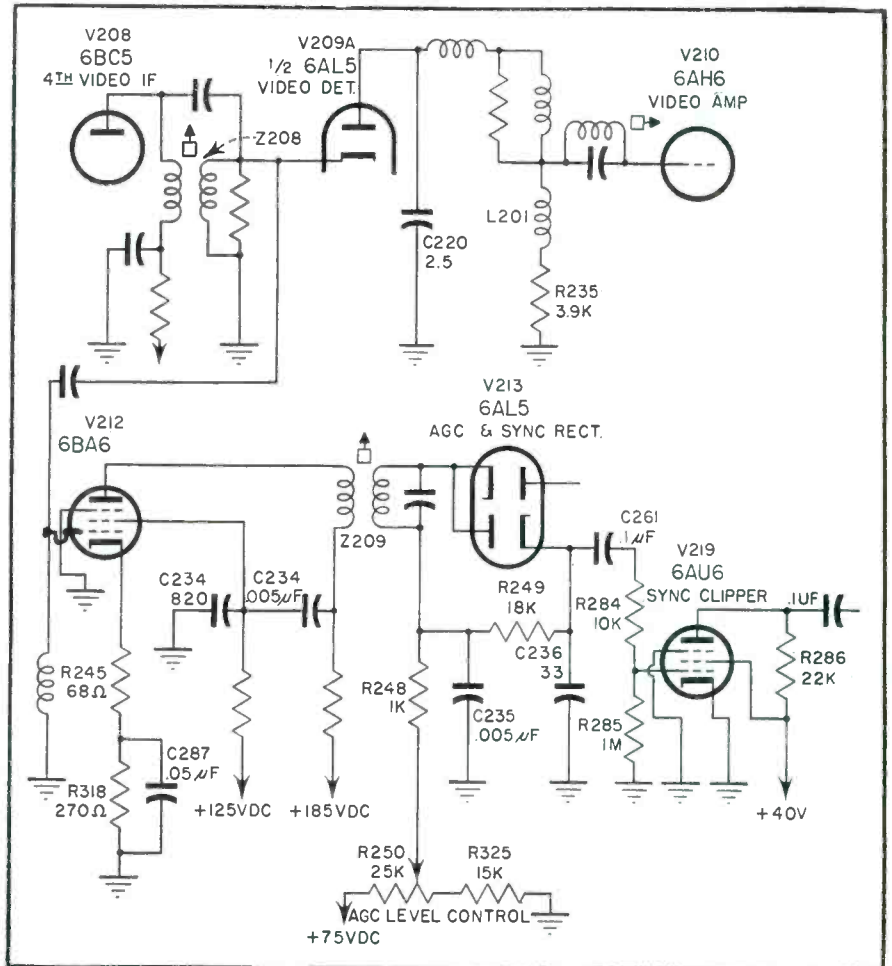 V208
6BC5
4TH VIDEO IF
Z208
V209A
1/2 6AL5
VIDEO DET.
V210
6AH6
VIDEO AMP
C220
2.5
L201
R235
3.9K
V212
6BA6
V213
6AL5
AGC & SYNC RECT.
Z209
C234
820
C234
.005μF
R245
68Ω
C287
.05μF
R318
270Ω
+125VDC
+185VDC
R248
1K
R249
18K
C236
33
C235
.005μF
C261
.1μF
R284
10K
R285
1M
V219
6AU6
SYNC CLIPPER
.1UF
R286
22K
+40V
R250
25K
R325
15K
AGC LEVEL CONTROL
+75VDC